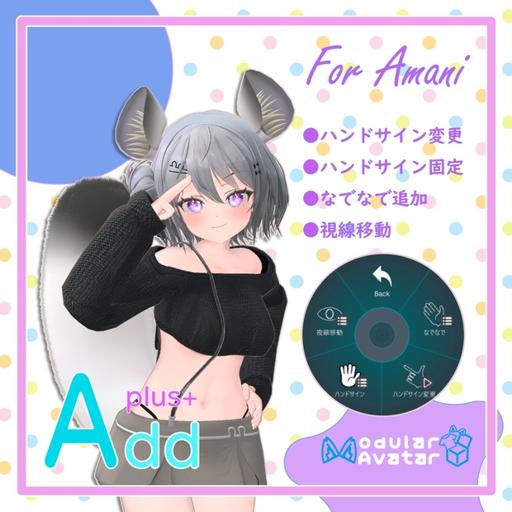 For Amani
●ハンドサイン変更
●ハンドサイン固定
●なでなで追加
●視線移動
Back
視線移動
なでなで
ハンドサイン
ハンドサイン変更
plus+
Add
Modular
Avatar